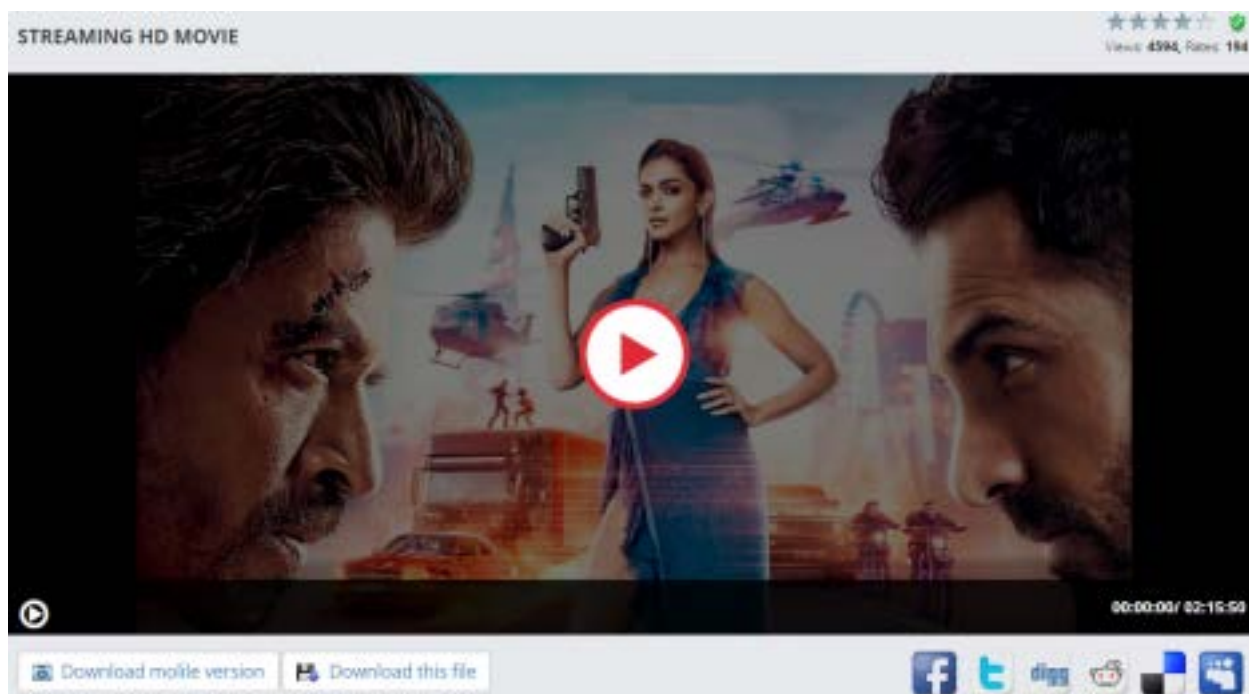 STREAMING HD MOVIE
Views: 4594, Rates: 194
00:00:00/ 02:15:50
Download molile version
Download this file
digg